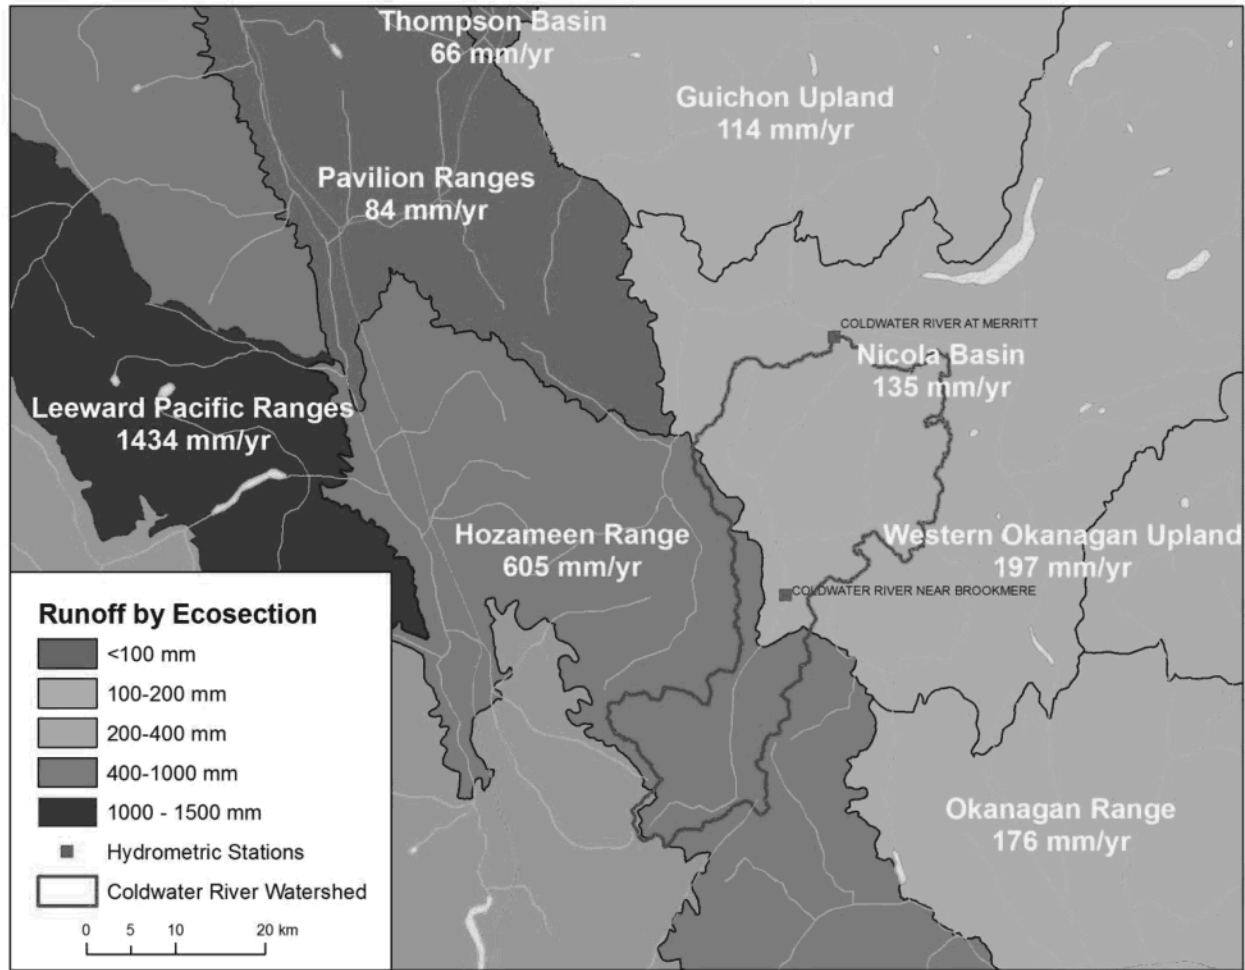 Thompson Basin
66 mm/yr
Guichon Upland
114 mm/yr
Pavilion Ranges
84 mm/yr
COLDWATER RIVER AT MERRITT
Nicola Basin
135 mm/yr
Leeward Pacific Ranges
1434 mm/yr
Hozameen Range
605 mm/yr
Western Okanagan Upland
197 mm/yr
COLDWATER RIVER NEAR BROOKMERE
Okanagan Range
176 mm/yr
Runoff by Ecosection
<100 mm
100-200 mm
200-400 mm
400-1000 mm
1000 - 1500 mm
Hydrometric Stations
Coldwater River Watershed
0 5 10 20 km